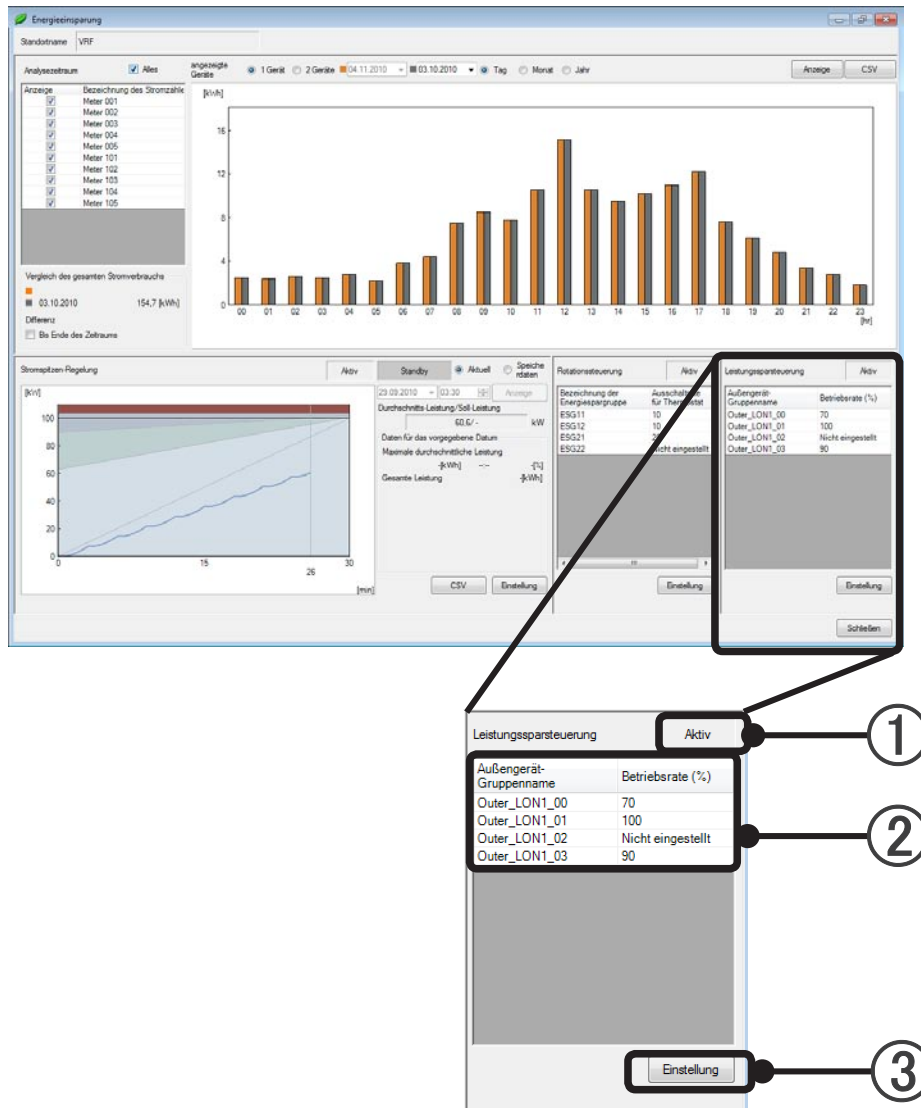 Energieeinsparung
Standortname VRF
Analysezeitraum Alles
angezeigte Geräte 1 Gerät 2 Geräte 04.11.2010 03.10.2010 Tag Monat Jahr Anzeige CSV
Anzeige Bezeichnung des Stromzähle
Meter 001
Meter 002
Meter 003
Meter 004
Meter 005
Meter 101
Meter 102
Meter 103
Meter 104
Meter 105
Vergleich des gesamten Stromverbrauchs
03.10.2010 154,7 [kWh]
Differenz
Bis Ende des Zeitraums
[kWh]
16
12
8
4
0
00 01 02 03 04 05 06 07 08 09 10 11 12 13 14 15 16 17 18 19 20 21 22 23
[hr]
Stromspitzen-Regelung Aktiv
[kW]
100
80
60
40
20
0
0 15 26 30
[min]
Standby Aktuell Speiche rdaten
29.09.2010 03:30 Anzeige
Durchschnitts-Leistung/Soll-Leistung
60,6/- kW
Daten für das vorgegebene Datum
Maximale durchschnittliche Leistung
-[kWh] --:-- -[%]
Gesamte Leistung -[kWh]
CSV Einstellung
Rotationssteuerung Aktiv
Bezeichnung der Energiespargruppe
für Thermostat
ESG11 10
ESG12 10
ESG21
ESG22 Nicht eingestellt
Einstellung
Leistungssparsteuerung Aktiv
Außengerät-Gruppenname Betriebsrate (%)
Outer_LON1_00 70
Outer_LON1_01 100
Outer_LON1_02 Nicht eingestellt
Outer_LON1_03 90
Einstellung
Schließen
Leistungssparsteuerung Aktiv
①
Außengerät-
Gruppenname Betriebsrate (%)
Outer_LON1_00 70
Outer_LON1_01 100
Outer_LON1_02 Nicht eingestellt
Outer_LON1_03 90
②
Einstellung
③